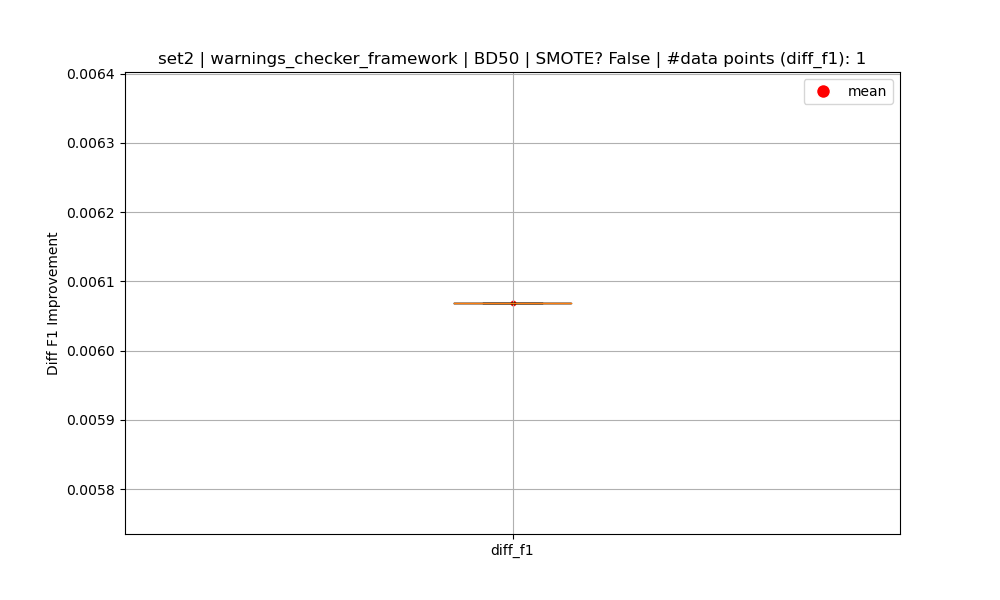 set2 | warnings_checker_framework | BD50 | SMOTE? False | #data points (diff_f1): 1
mean
0.0064
0.0063
0.0062
0.0061
0.0060
0.0059
0.0058
Diff F1 Improvement
diff_f1